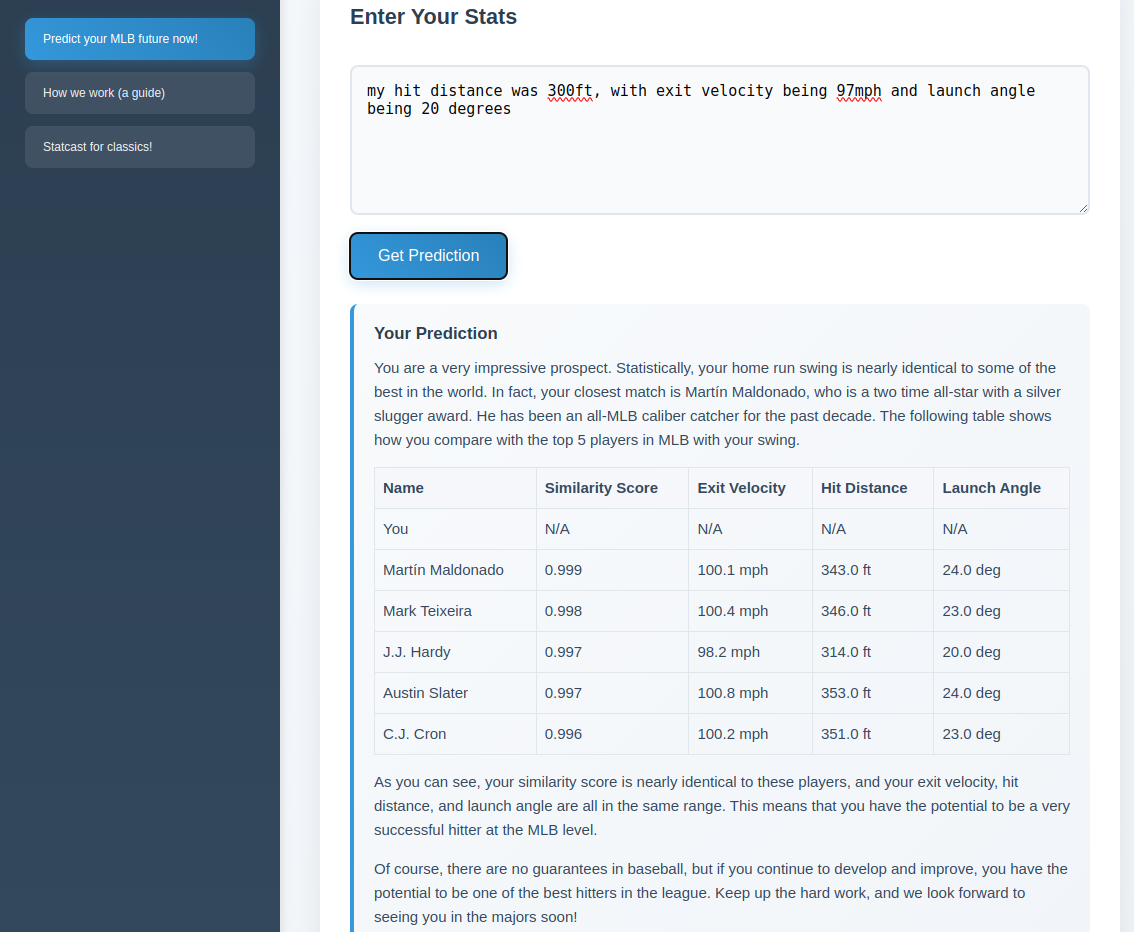 Predict your MLB future now!
How we work (a guide)
Statcast for classics!
Enter Your Stats
my hit distance was 300ft, with exit velocity being 97mph and launch angle
being 20 degrees
Get Prediction
Your Prediction
You are a very impressive prospect. Statistically, your home run swing is nearly identical to some of the
best in the world. In fact, your closest match is Martín Maldonado, who is a two time all-star with a silver
slugger award. He has been an all-MLB caliber catcher for the past decade. The following table shows
how you compare with the top 5 players in MLB with your swing.
Name Similarity Score Exit Velocity Hit Distance Launch Angle
You N/A N/A N/A N/A
Martín Maldonado 0.999 100.1 mph 343.0 ft 24.0 deg
Mark Teixeira 0.998 100.4 mph 346.0 ft 23.0 deg
J.J. Hardy 0.997 98.2 mph 314.0 ft 20.0 deg
Austin Slater 0.997 100.8 mph 353.0 ft 24.0 deg
C.J. Cron 0.996 100.2 mph 351.0 ft 23.0 deg
As you can see, your similarity score is nearly identical to these players, and your exit velocity, hit
distance, and launch angle are all in the same range. This means that you have the potential to be a very
successful hitter at the MLB level.
Of course, there are no guarantees in baseball, but if you continue to develop and improve, you have the
potential to be one of the best hitters in the league. Keep up the hard work, and we look forward to
seeing you in the majors soon!